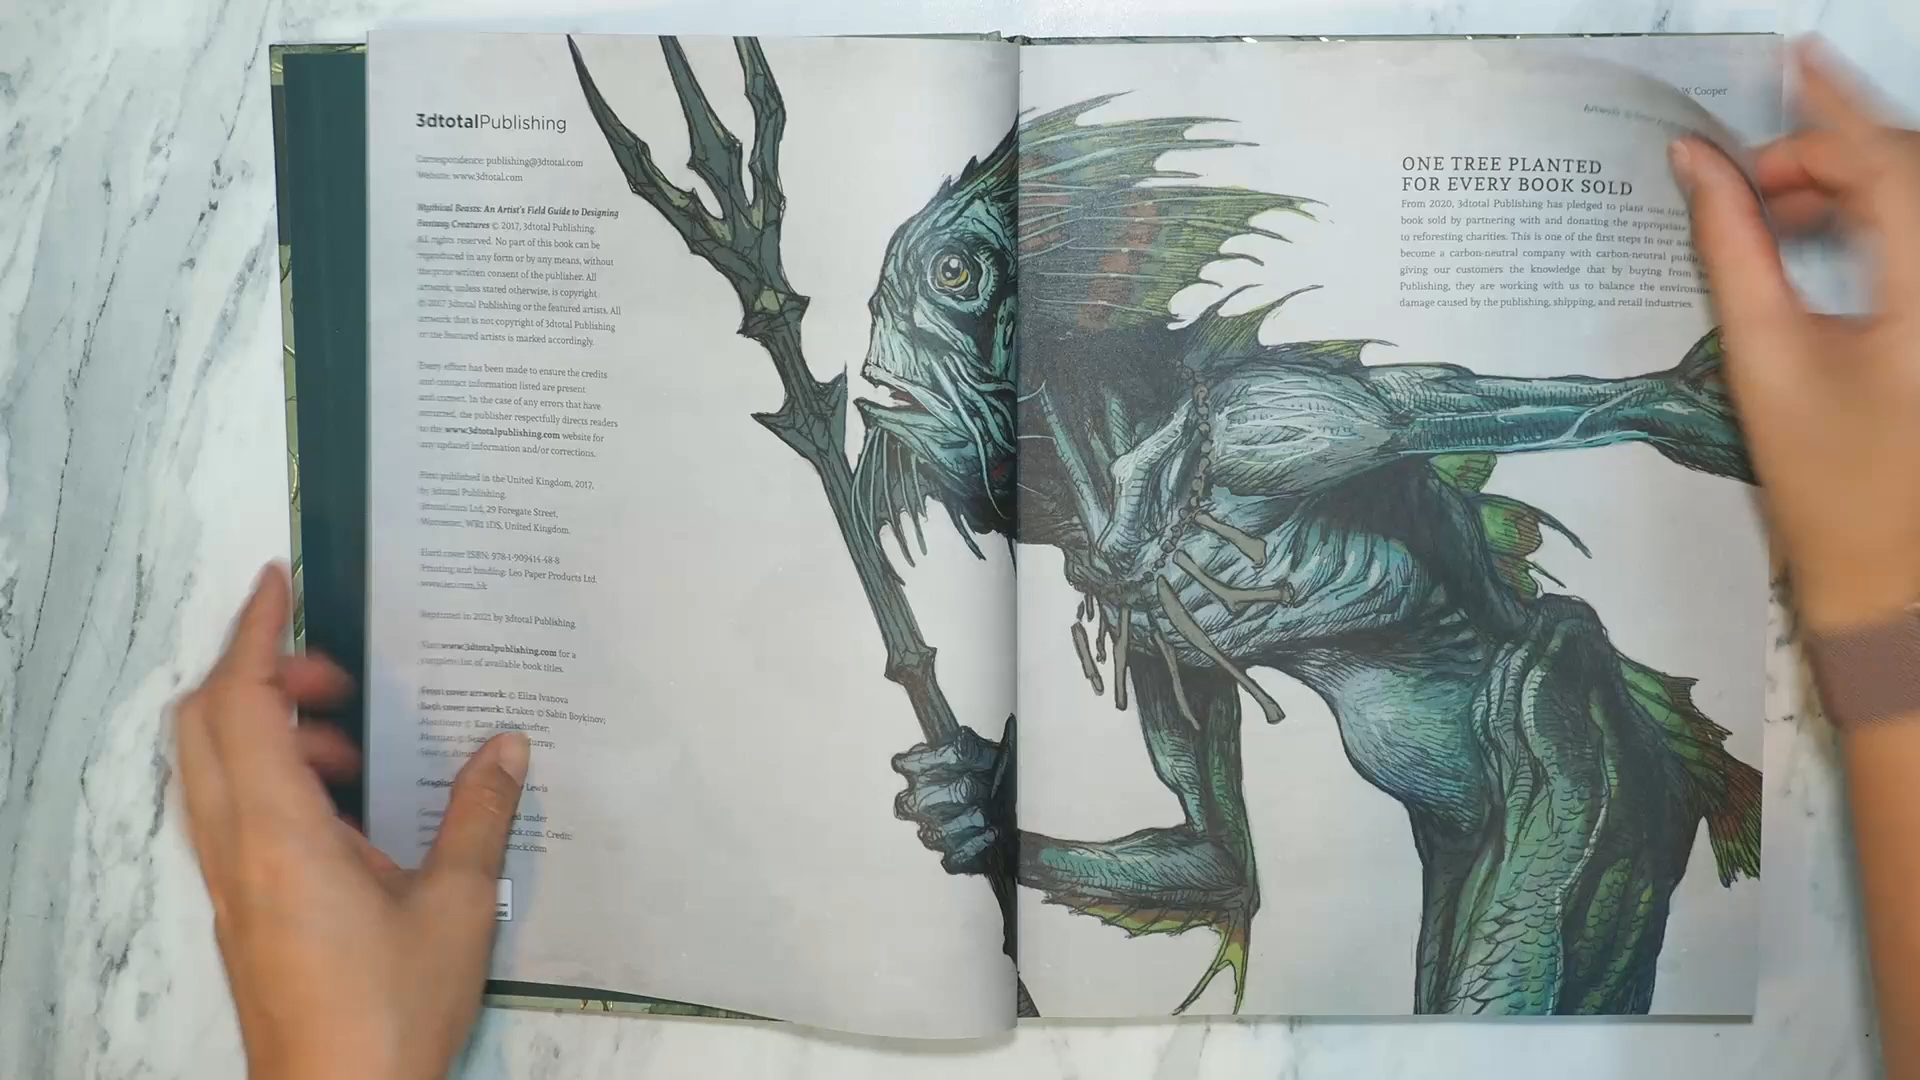 3dtotalPublishing
Correspondence: publishing@3dtotal.com
Website: www.3dtotal.com
Mythical Beasts: An Artist's Field Guide to Designing
Fantasy Creatures © 2017, 3dtotal Publishing.
All rights reserved. No part of this book can be
reproduced in any form or by any means, without
the prior written consent of the publisher. All
artwork, unless stated otherwise, is copyright
© 2017 3dtotal Publishing or the featured artists. All
artwork that is not copyright of 3dtotal Publishing
or the featured artists is marked accordingly.
Every effort has been made to ensure the credits
and contact information listed are present
and correct. In the case of any errors that have
occurred, the publisher respectfully directs readers
to the www.3dtotalpublishing.com website for
any updated information and/or corrections.
First published in the United Kingdom, 2017,
by 3dtotal Publishing.
3dtotal.com Ltd, 29 Foregate Street,
Worcester, WR1 1DS, United Kingdom.
Hard cover ISBN: 978-1-909414-48-8
Printing and binding: Leo Paper Products Ltd.
www.leo.com.hk
Reprinted in 2021 by 3dtotal Publishing.
Visit www.3dtotalpublishing.com for a
complete list of available book titles.
Front cover artwork: © Eliza Ivanova
Back cover artwork: Kraken © Sabin Boykinov;
© Kate Pfeilschiefter;
Murray;
Lewis
under
stock.com. Credit:
stock.com
W. Cooper
Artwork ©
ONE TREE PLANTED
FOR EVERY BOOK SOLD
From 2020, 3dtotal Publishing has pledged to plant one tree
book sold by partnering with and donating the appropriate
to reforesting charities. This is one of the first steps in our
become a carbon-neutral company with carbon-neutral
giving our customers the knowledge that by buying from
Publishing, they are working with us to balance the
damage caused by the publishing, shipping, and retail industries.